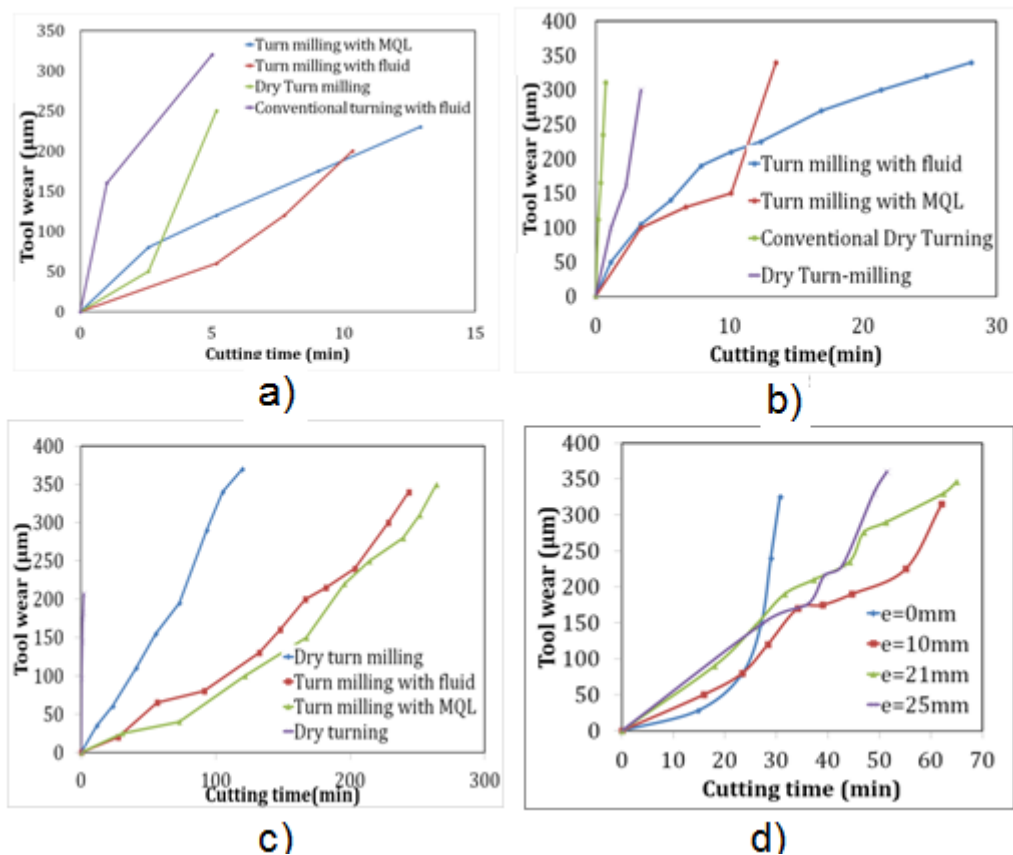 350
300
250
200
150
100
50
0
Tool wear (µm)
Turn milling with MQL
Turn milling with fluid
Dry Turn milling
Conventional turning with fluid
0 5 10 15
Cutting time (min)
a)
400
350
300
250
200
150
100
50
0
Tool wear (µm)
Turn milling with fluid
Turn milling with MQL
Conventional Dry Turning
Dry Turn-milling
0 10 20 30
Cutting time(min)
b)
400
350
300
250
200
150
100
50
0
Tool wear (µm)
Dry turn milling
Turn milling with fluid
Turn milling with MQL
Dry turning
0 100 200 300
Cutting time(min)
c)
400
350
300
250
200
150
100
50
0
Tool wear (µm)
e=0mm
e=10mm
e=21mm
e=25mm
0 10 20 30 40 50 60 70
Cutting time (min)
d)